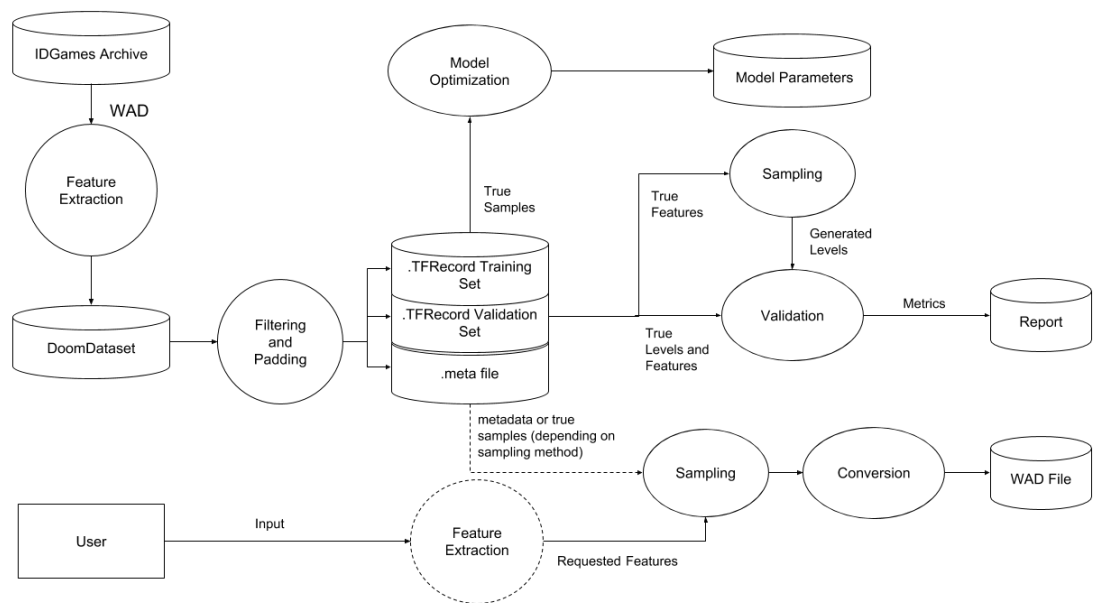 IDGames Archive
WAD
Feature
Extraction
DoomDataset
Filtering
and
Padding
Model
Optimization
Model Parameters
True
Samples
.TFRecord Training
Set
.TFRecord Validation
Set
.meta file
True
Features
Sampling
Generated
Levels
True
Levels and
Features
Validation
Metrics
Report
metadata or true
samples (depending on
sampling method)
Sampling
Conversion
WAD File
User
Input
Feature
Extraction
Requested Features